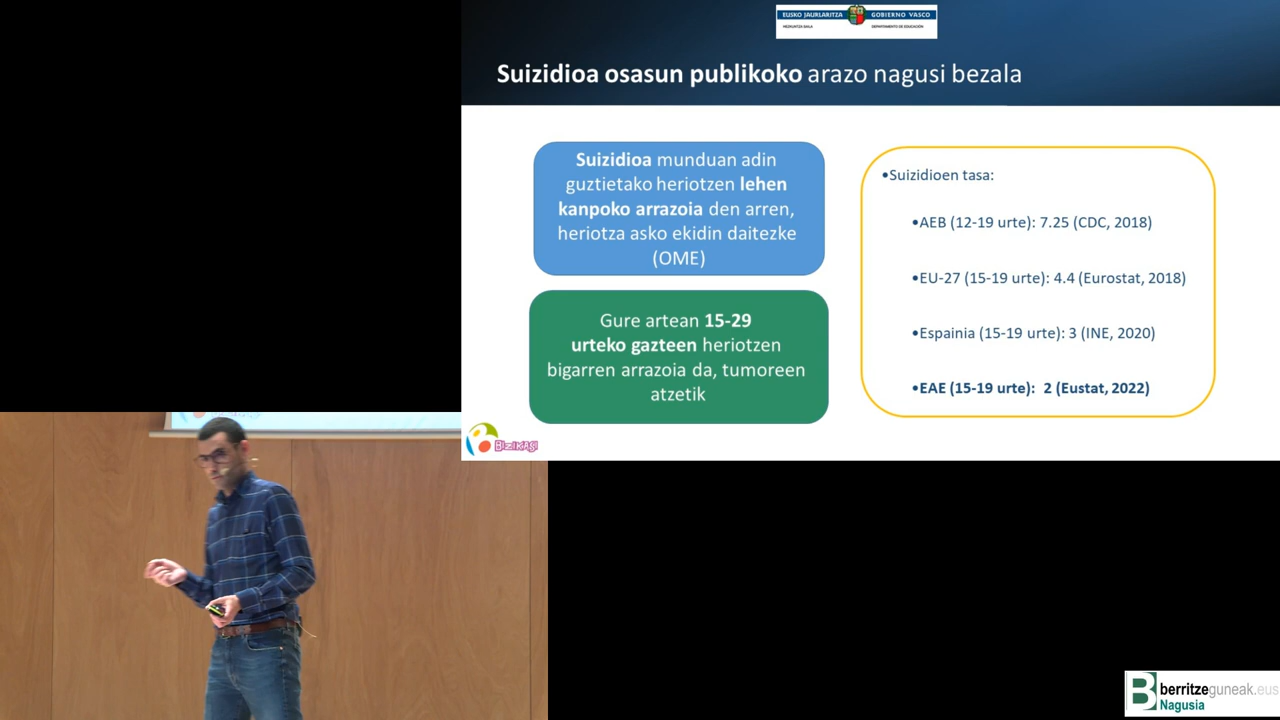 EUSKO JAURLARITZA
GOBIERNO VASCO
HEZKUNTZA SAILA
DEPARTAMENTO DE EDUCACIÓN
Suizidioa osasun publikoko arazo nagusi bezala
Suizidioa munduan adin
guztietako heriotzen lehen
kanpoko arrazoia den arren,
heriotza asko ekidin daitezke
(OME)
Gure artean 15-29
urteko gazteen heriotzen
bigarren arrazoia da, tumoreen
atzetik
•Suizidioen tasa:
•AEB (12-19 urte): 7.25 (CDC, 2018)
•EU-27 (15-19 urte): 4.4 (Eurostat, 2018)
•Espainia (15-19 urte): 3 (INE, 2020)
•EAE (15-19 urte): 2 (Eustat, 2022)
BIZIKASI
berritzeguneak.eus
Nagusia